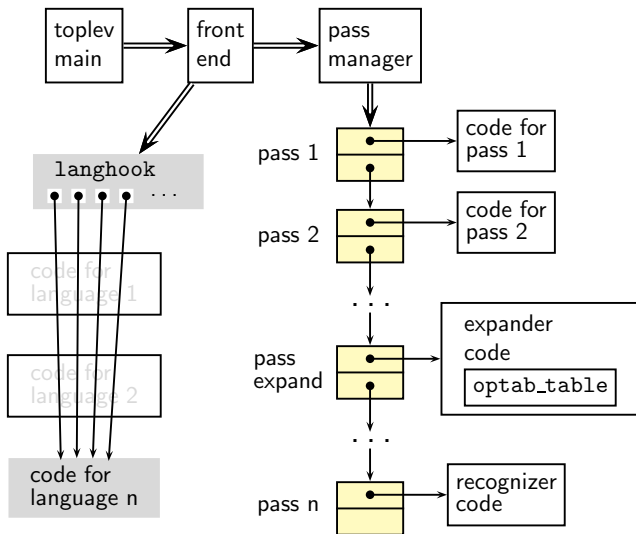 toplev
main
front
end
pass
manager
pass 1
code for
pass 1
langhook
. . .
pass 2
code for
pass 2
code for
language 1
. . .
expander
code
optab_table
pass
expand
code for
language 2
. . .
code for
language n
pass n
recognizer
code